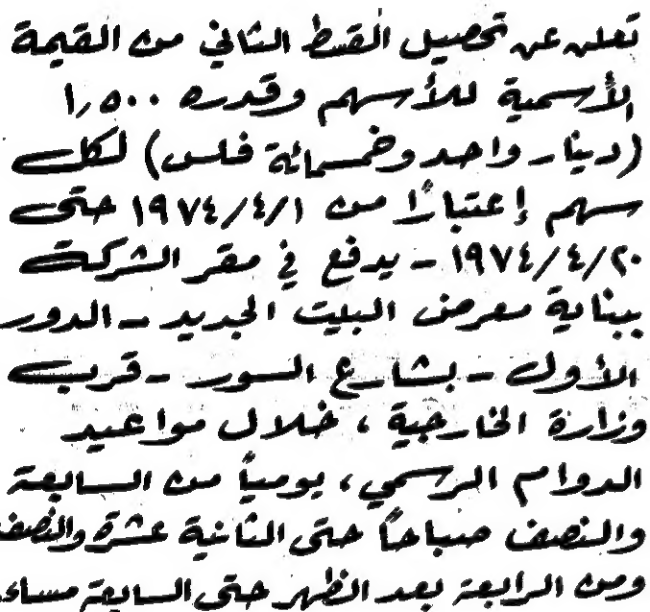 تعلن عن تحصيل القسط الثاني من القيمة
الأسمية للأسهم وقدره ١,٥٠٠
(دينار واحد وخمسمائة فلس) لكل
سهم إعتبارًا من ١٩٧٤/٤/١ حتى
١٩٧٤/٤/٢٠ - يدفع في مقر الشركة
ببناية معرض البيت الجديد - الدور
الأول - بشارع السور - قرب
وزارة الخارجية ، خلال مواعيد
الدوام الرسمي ، يومياً من السابعة
والنصف صباحاً حتى الثانية عشرة والنصف
ومن الرابعة بعد الظهر حتى السابعة مساء.